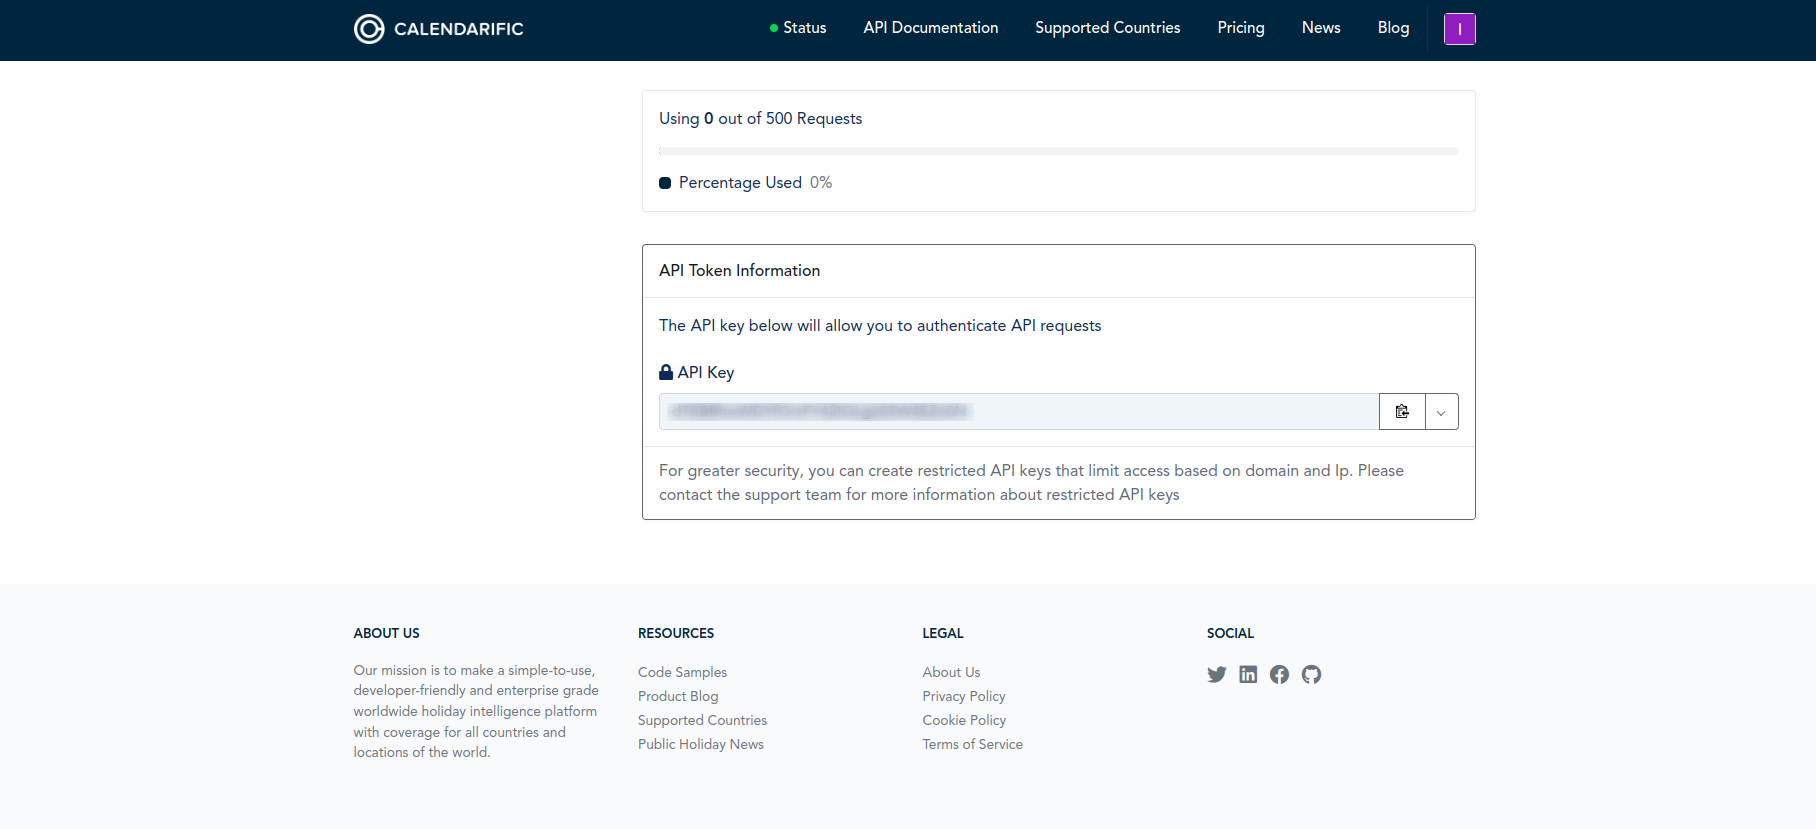 CALENDARIFIC
Status
API Documentation
Supported Countries
Pricing
News
Blog
I
Using 0 out of 500 Requests
Percentage Used 0%
API Token Information
The API key below will allow you to authenticate API requests
API Key
For greater security, you can create restricted API keys that limit access based on domain and Ip. Please
contact the support team for more information about restricted API keys
ABOUT US
Our mission is to make a simple-to-use,
developer-friendly and enterprise grade
worldwide holiday intelligence platform
with coverage for all countries and
locations of the world.
RESOURCES
Code Samples
Product Blog
Supported Countries
Public Holiday News
LEGAL
About Us
Privacy Policy
Cookie Policy
Terms of Service
SOCIAL